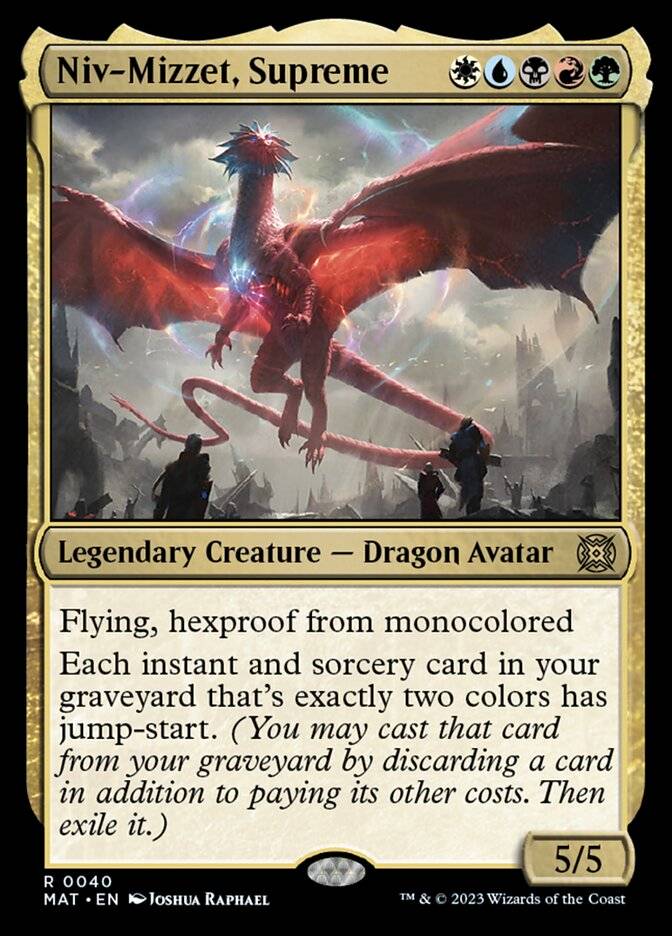 Niv-Mizzet, Supreme
Legendary Creature — Dragon Avatar
Flying, hexproof from monocolored
Each instant and sorcery card in your
graveyard that's exactly two colors has
jump-start. (You may cast that card
from your graveyard by discarding a card
in addition to paying its other costs. Then
exile it.)
5/5
R 0040
MAT • EN Joshua Raphael
™ & © 2023 Wizards of the Coast